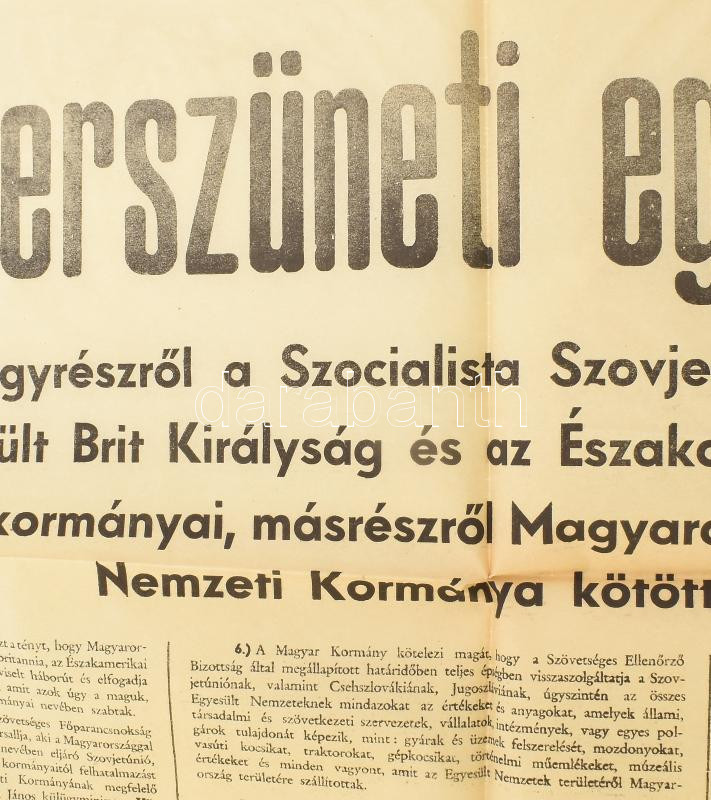 erszüneti eg
gyrészről a Szocialista Szovje
darabanth
ült Brit Királyság és az Északa
kormányai, másrészről Magyaro
Nemzeti Kormánya kötött
zt a tényt, hogy Magyaror-
britannia, az Északamerikai
viselt háborút és elfogadja
amit azok úgy a maguk,
mányai nevében szabtak.
zövetséges Főparancsnokság
rsallja, aki a Magyarországgal
nevében eljáró Szovjetúnió,
kormányaitól felhatalmazást
ti Kormányának megfelelő
János külügyminiszter
6.) A Magyar Kormány kötelezi magát, hogy a Szövetséges Ellenőrző
Bizottság által megállapított határidőben teljes épségben visszaszolgáltatja a Szov-
jetúniónak, valamint Csehszlovákiának, Jugoszláviának, úgyszintén az összes
Egyesült Nemzeteknek mindazokat az értékeket és anyagokat, amelyek állami,
társadalmi és szövetkezeti szervezetek, vállalatok, intézmények, vagy egyes pol-
gárok tulajdonát képezik, mint: gyárak és üzemek felszerelését, mozdonyokat,
vasúti kocsikat, traktorokat, gépkocsikat, történelmi műemlékeket, múzeális
értékeket és minden vagyont, amit az Egyesült Nemzetek területéről Magyar-
ország területére szállítottak.